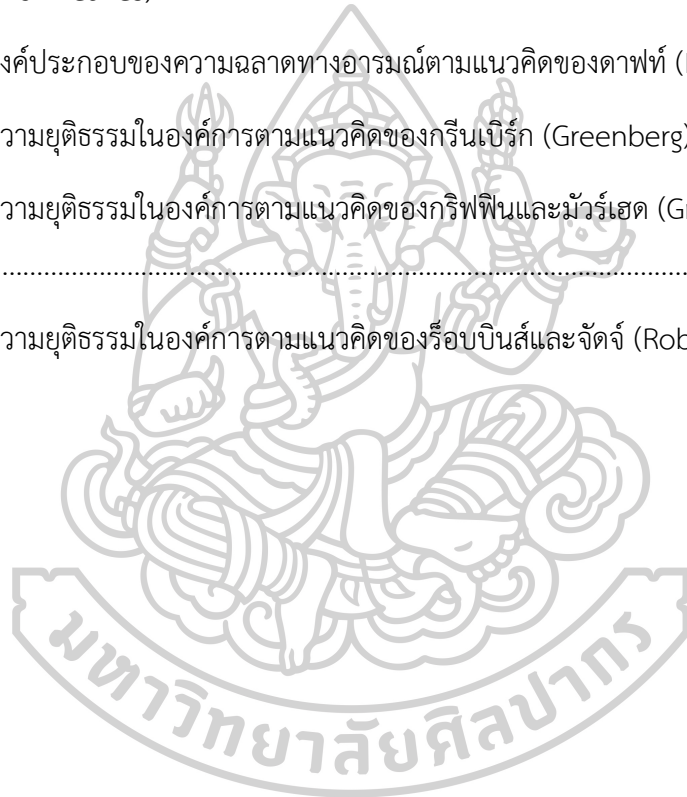 งค์ประกอบของความฉลาดทางอารมณ์ตามแนวคิดของดาฟท์ (
วามยุติธรรมในองค์การตามแนวคิดของกรีนเบิร์ก (Greenberg)
วามยุติธรรมในองค์การตามแนวคิดของกริฟฟินและมัวร์เฮด (Gr
วามยุติธรรมในองค์การตามแนวคิดของร็อบบินส์และจัดจ์ (Rob
มหาวิทยาลัยศิลปากร